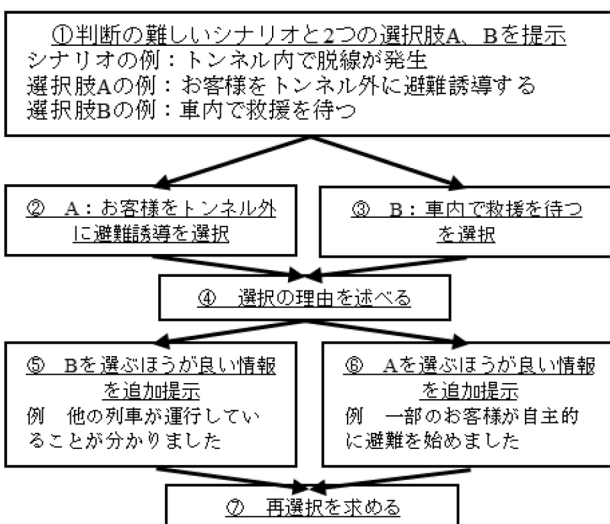 ①判断の難しいシナリオと2つの選択肢A、Bを提示
シナリオの例：トンネル内で脱線が発生
選択肢Aの例：お客様をトンネル外に避難誘導する
選択肢Bの例：車内で救援を待つ
② A：お客様をトンネル外
に避難誘導を選択
③ B：車内で救援を待つ
を選択
④ 選択の理由を述べる
⑤ Bを選ぶほうが良い情報
を追加提示
例 他の列車が運行してい
ることが分かりました
⑥ Aを選ぶほうが良い情報
を追加提示
例 一部のお客様が自主的
に避難を始めました
⑦ 再選択を求める